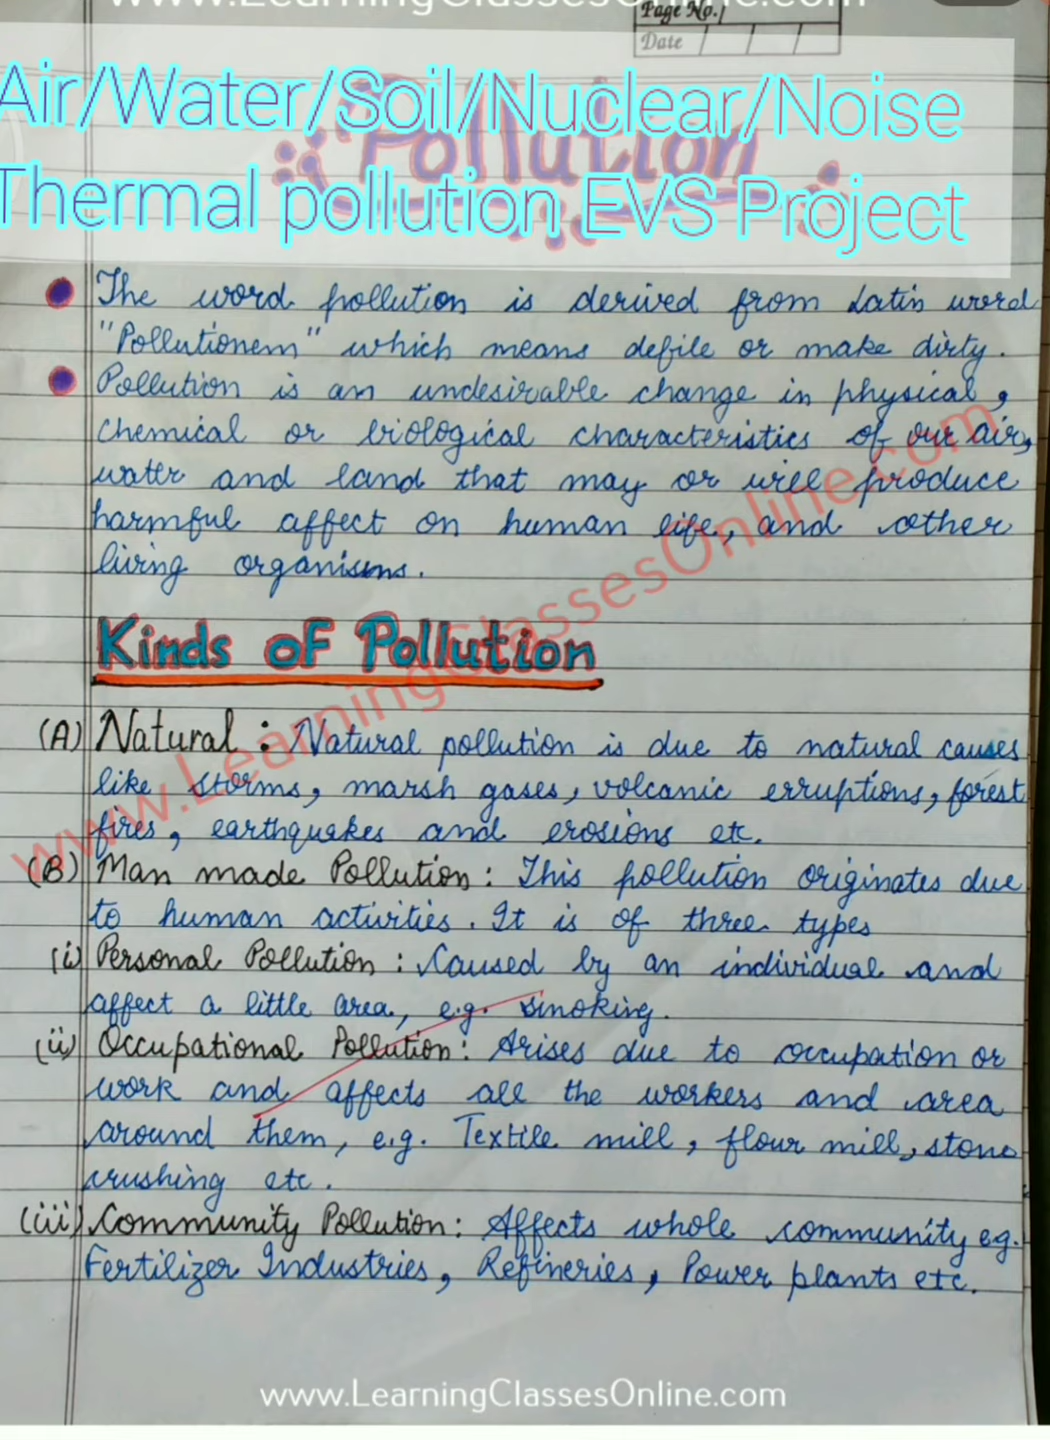 www.LearningClassesOnline.com
Page No.
Date
Air/Water/Soil/Nuclear/Noise
Pollution
Thermal pollution EVS Project
The word pollution is derived from Latin word
"Pollutionem" which means defile or make dirty.
Pollution is an undesirable change in physical,
chemical or biological characteristics of our air,
water and land that may or will produce
harmful affect on human life, and other
living organisms.
Kinds of Pollution
(A) Natural : Natural pollution is due to natural causes
like storms, marsh gases, volcanic erruptions, forest
fires, earthquakes and erosions etc.
(B) Man made Pollution : This pollution originates due
to human activities. It is of three types
(i) Personal Pollution : Caused by an individual and
affect a little area, e.g. smoking.
(ii) Occupational Pollution : Arises due to occupation or
work and affects all the workers and area
around them, e.g. Textile mill, flour mill, stone
crushing etc.
(iii) Community Pollution : Affects whole community eg.
Fertilizer Industries, Refineries, Power plants etc.
www.LearningClassesOnline.com
www.LearningClassesOnline.com